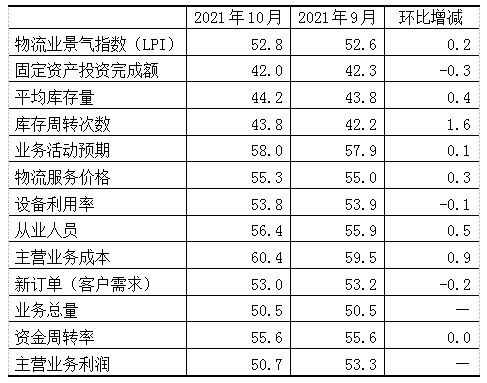 2021年10月 2021年9月 环比增减
物流业景气指数（LPI） 52.8 52.6 0.2
固定资产投资完成额 42.0 42.3 -0.3
平均库存量 44.2 43.8 0.4
库存周转次数 43.8 42.2 1.6
业务活动预期 58.0 57.9 0.1
物流服务价格 55.3 55.0 0.3
设备利用率 53.8 53.9 -0.1
从业人员 56.4 55.9 0.5
主营业务成本 60.4 59.5 0.9
新订单（客户需求） 53.0 53.2 -0.2
业务总量 50.5 50.5 —
资金周转率 55.6 55.6 0.0
主营业务利润 50.7 53.3 —